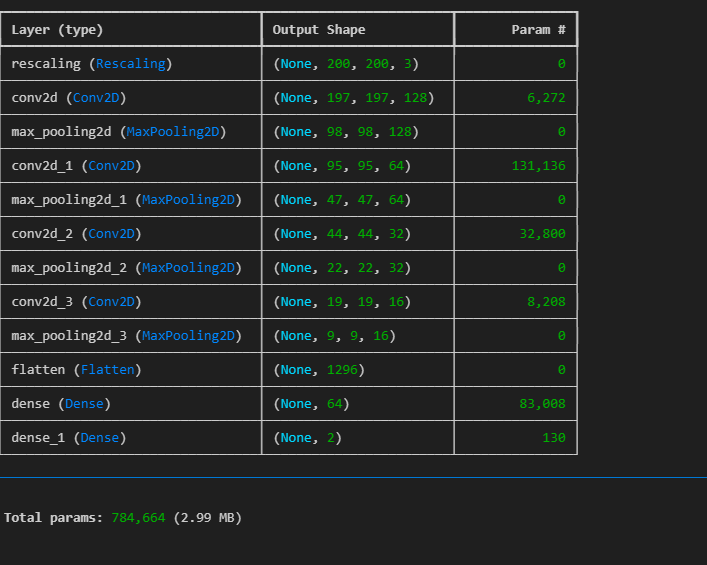 Layer (type) Output Shape Param #
rescaling (Rescaling) (None, 200, 200, 3) 0
conv2d (Conv2D) (None, 197, 197, 128) 6,272
max_pooling2d (MaxPooling2D) (None, 98, 98, 128) 0
conv2d_1 (Conv2D) (None, 95, 95, 64) 131,136
max_pooling2d_1 (MaxPooling2D) (None, 47, 47, 64) 0
conv2d_2 (Conv2D) (None, 44, 44, 32) 32,800
max_pooling2d_2 (MaxPooling2D) (None, 22, 22, 32) 0
conv2d_3 (Conv2D) (None, 19, 19, 16) 8,208
max_pooling2d_3 (MaxPooling2D) (None, 9, 9, 16) 0
flatten (Flatten) (None, 1296) 0
dense (Dense) (None, 64) 83,008
dense_1 (Dense) (None, 2) 130
Total params: 784,664 (2.99 MB)